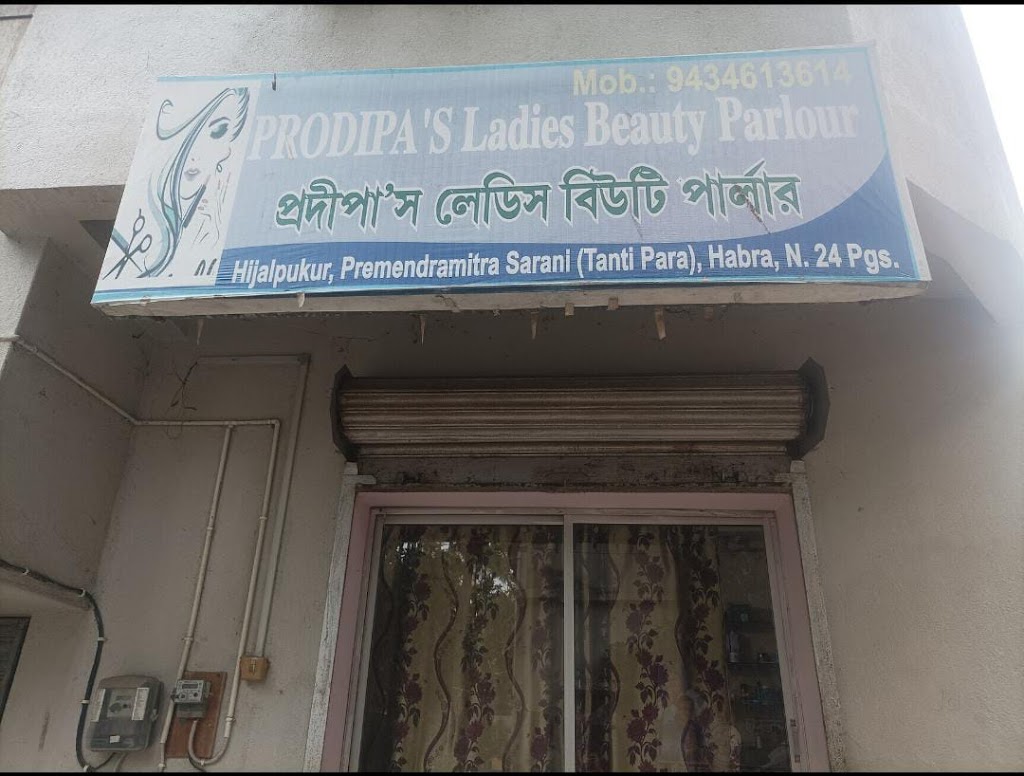 Mob.: 9434613614
PRODIPA'S Ladies Beauty Parlour
প্রদীপা'স লেডিস বিউটি পার্লার
Hijalpukur, Premendramitra Sarani (Tanti Para), Habra, N. 24 Pgs.